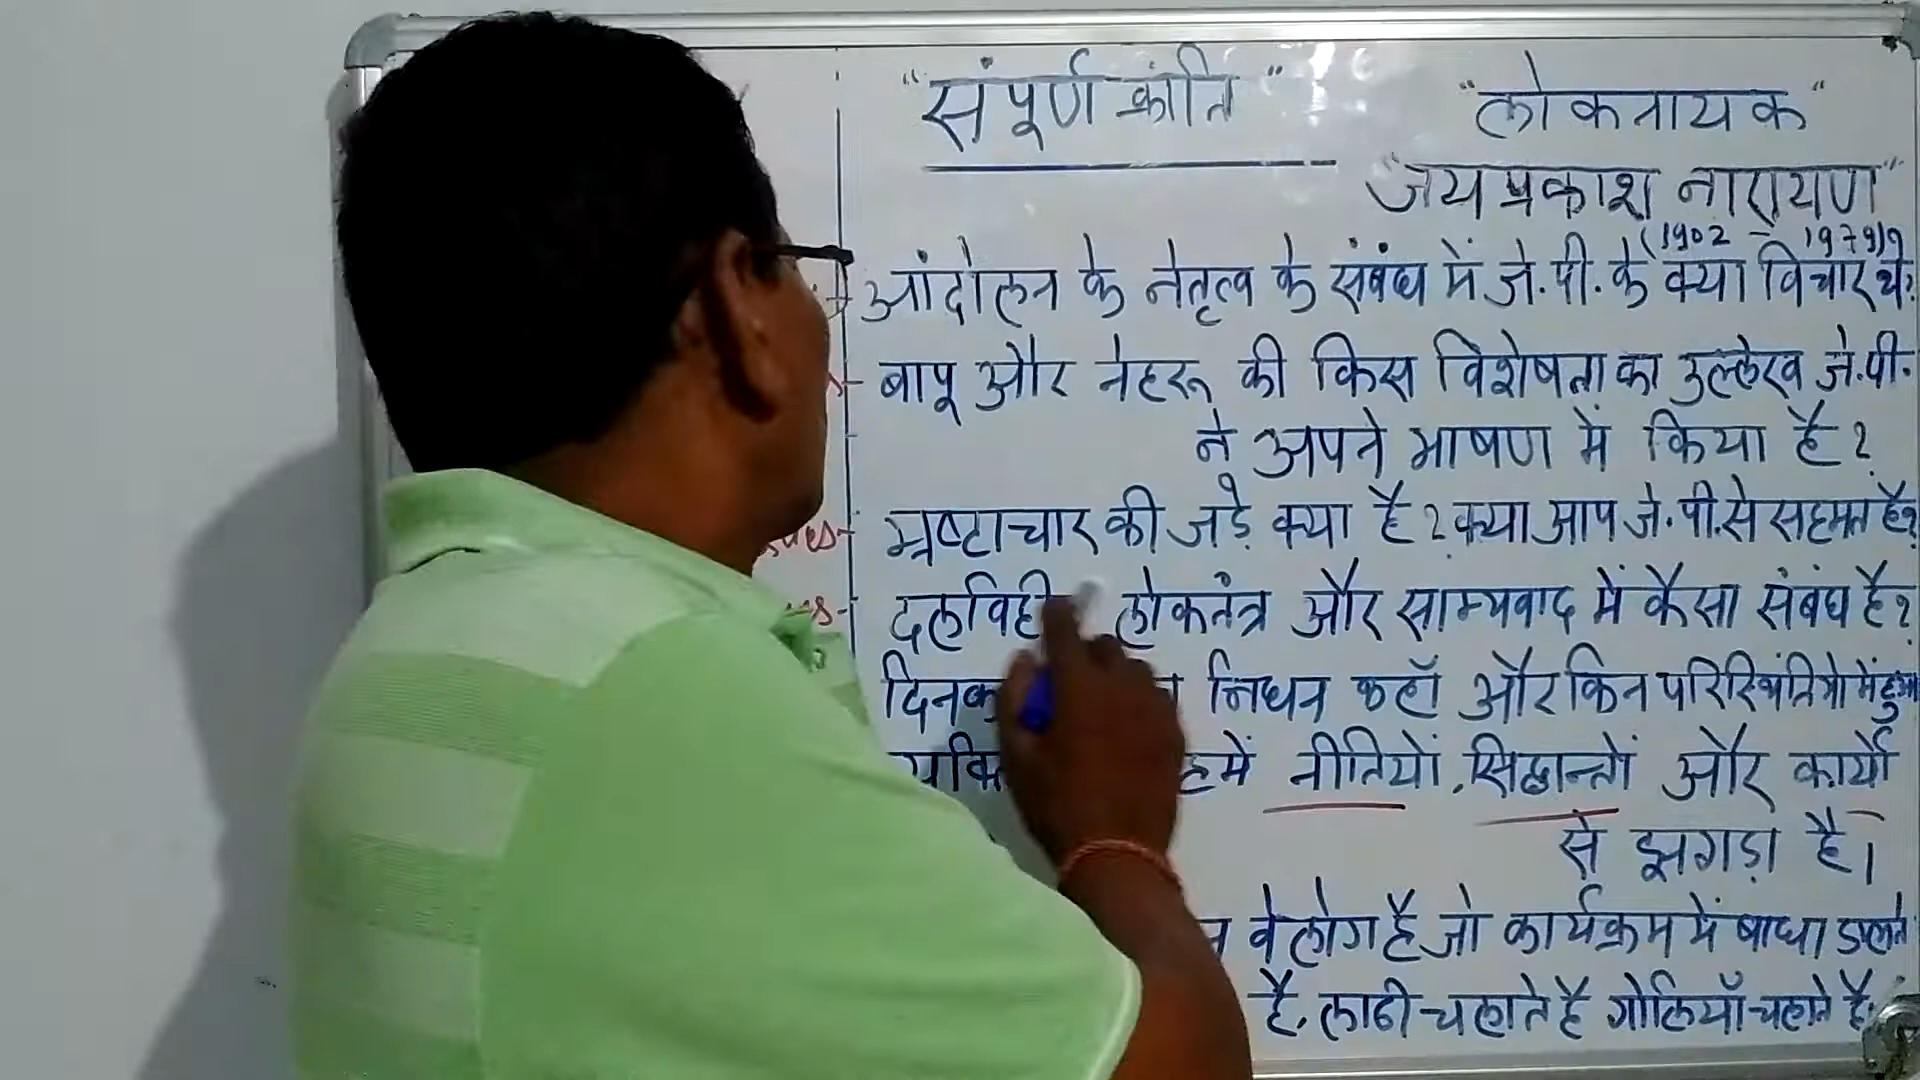 "संपूर्ण क्रांति"
"लोकनायक"
"जयप्रकाश नारायण"
(1902 - 1979)
आंदोलन के नेतृत्व के संबंध में जे.पी. के क्या विचार थे?
बापू और नेहरू की किस विशेषता का उल्लेख जे.पी.
ने अपने भाषण में किया है?
भ्रष्टाचार की जड़े क्या है? क्या आप जे.पी. से सहमत है?
लोकतंत्र और साम्यवाद में कैसा संबंध है?
निधन कहाँ और किन परिस्थितियो में हुआ
नीतियों, सिद्धान्तों और कार्यों
से झगड़ा है।
वे लोग है जो कार्यक्रम में बाधा डालते
है, लाठी चलाते है गोलियाँ चलाते है